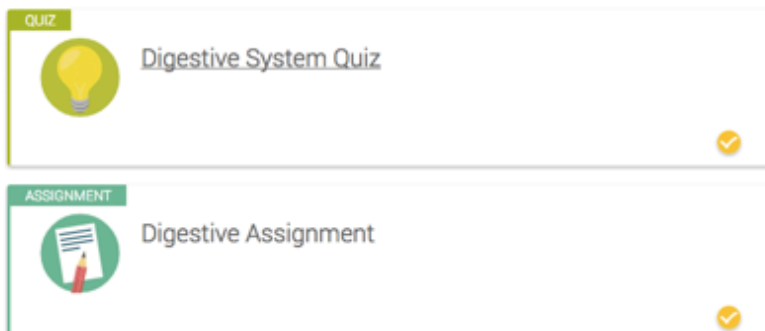 QUIZ
Digestive System Quiz
ASSIGNMENT
Digestive Assignment